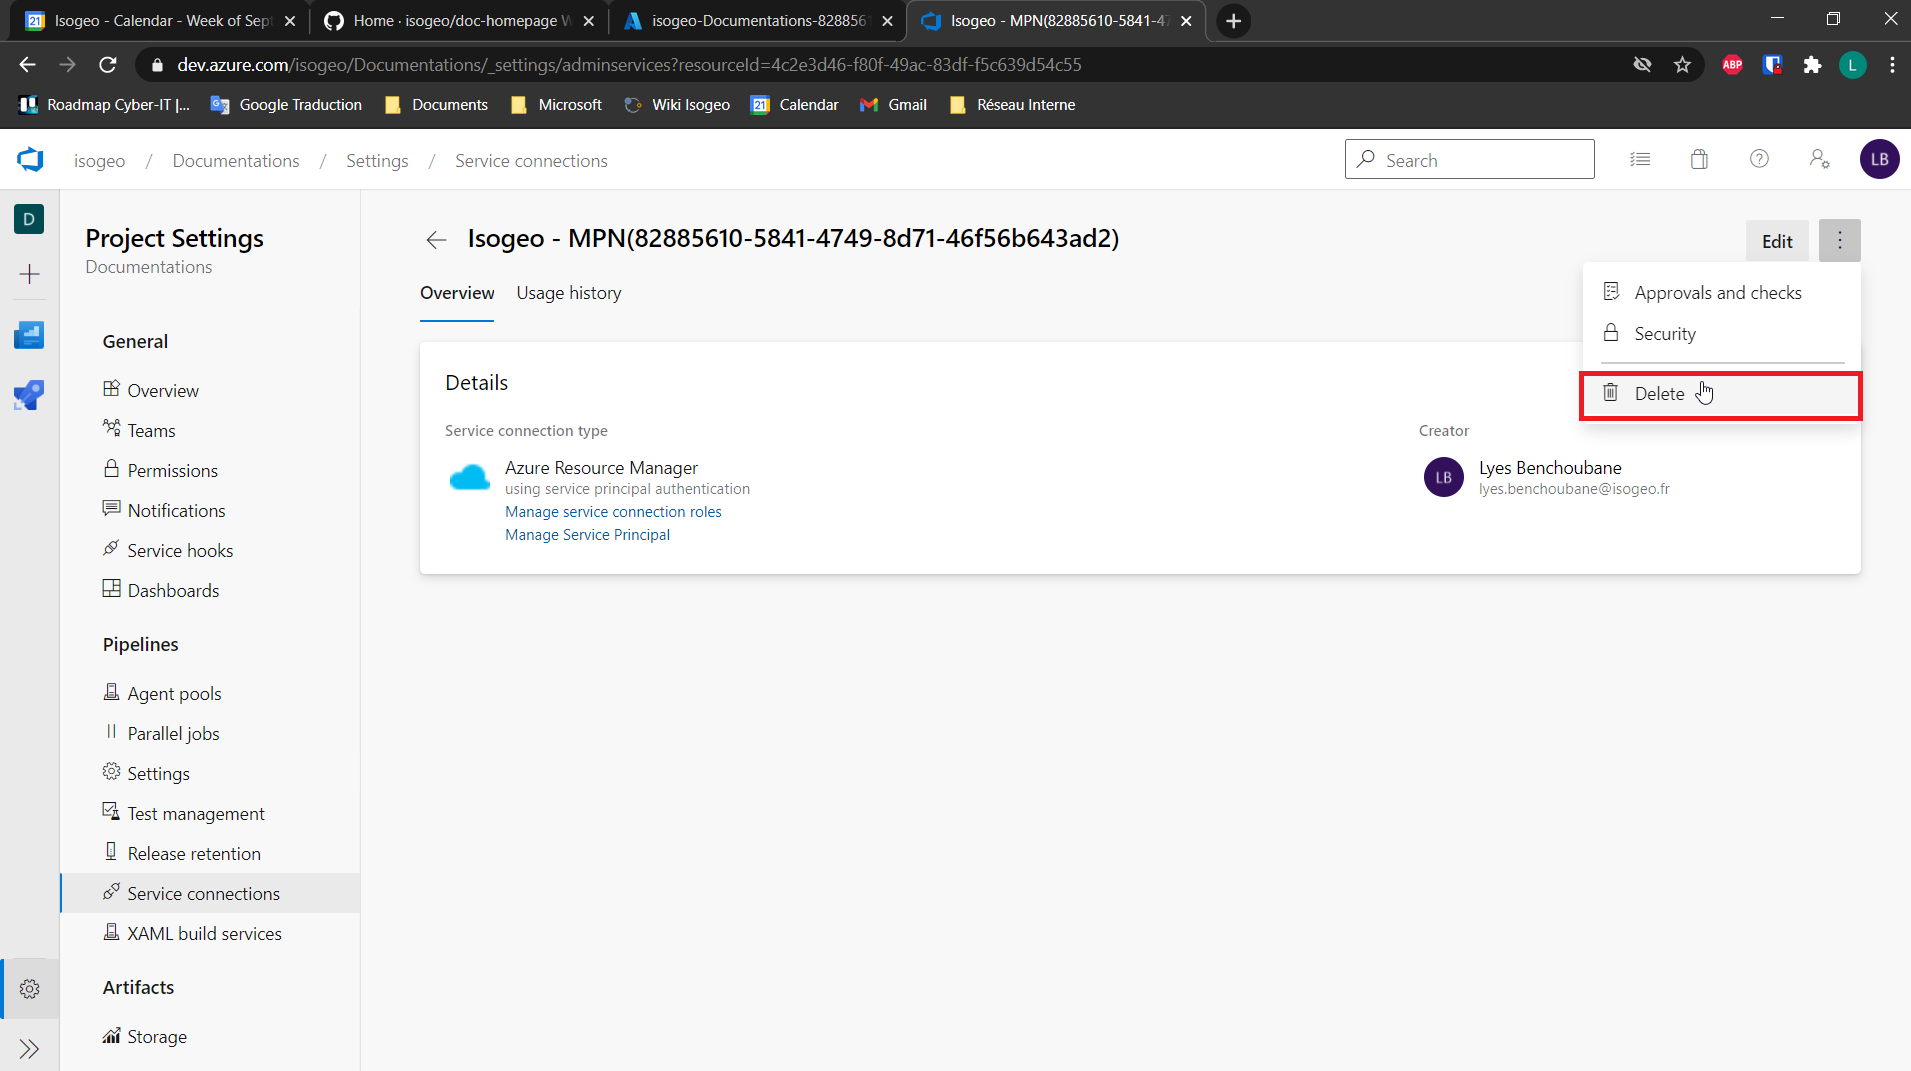 21 Isogeo - Calendar - Week of Sept
Home · isogeo/doc-homepage W
isogeo-Documentations-828856
Isogeo - MPN(82885610-5841-47
dev.azure.com/isogeo/Documentations/_settings/adminservices?resourceId=4c2e3d46-f80f-49ac-83df-f5c639d54c55
ABP
L
Roadmap Cyber-IT |...
Google Traduction
Documents
Microsoft
Wiki Isogeo
21 Calendar
Gmail
Réseau Interne
isogeo / Documentations / Settings / Service connections
Search
LB
D
Project Settings
Documentations
General
Overview
Teams
Permissions
Notifications
Service hooks
Dashboards
Pipelines
Agent pools
Parallel jobs
Settings
Test management
Release retention
Service connections
XAML build services
Artifacts
Storage
Isogeo - MPN(82885610-5841-4749-8d71-46f56b643ad2)
Edit
Overview
Usage history
Approvals and checks
Security
Delete
Details
Service connection type
Azure Resource Manager
using service principal authentication
Manage service connection roles
Manage Service Principal
Creator
LB
Lyes Benchoubane
lyes.benchoubane@isogeo.fr